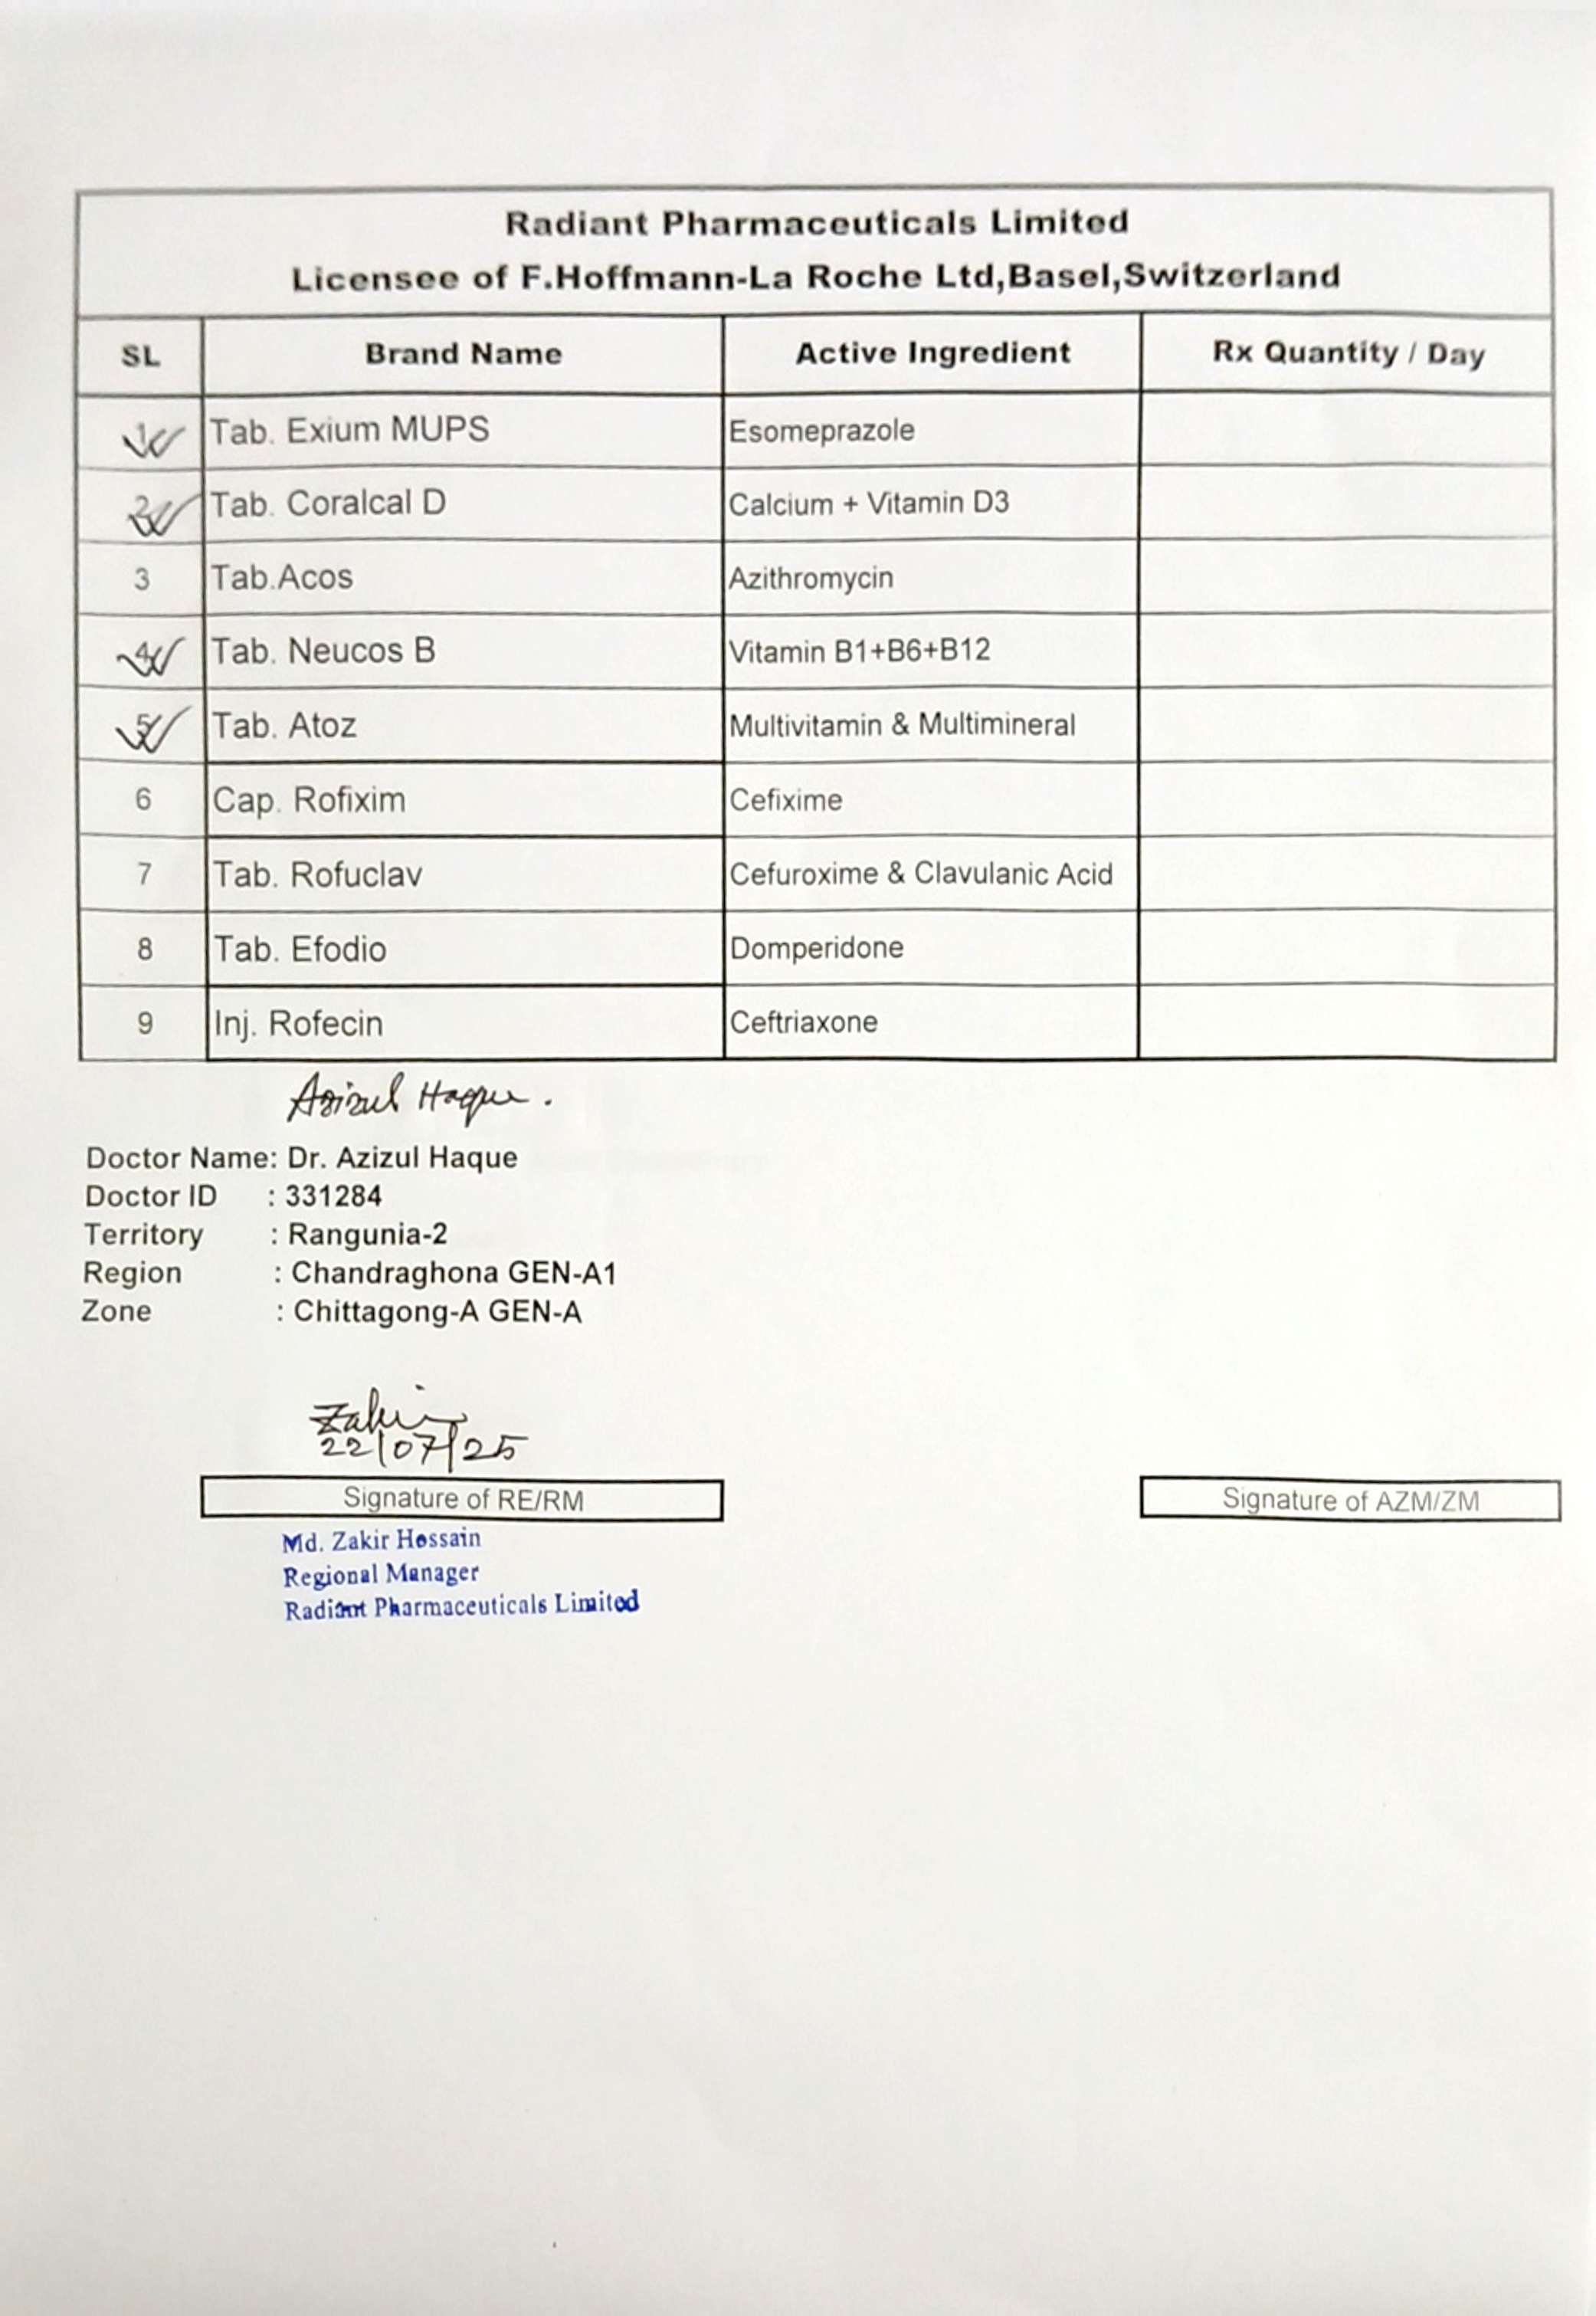 Radiant Pharmaceuticals Limited
Licensee of F.Hoffmann-La Roche Ltd,Basel,Switzerland
SL Brand Name Active Ingredient Rx Quantity / Day
1 Tab. Exium MUPS Esomeprazole
2 Tab. Coralcal D Calcium + Vitamin D3
3 Tab.Acos Azithromycin
4 Tab. Neucos B Vitamin B1+B6+B12
5 Tab. Atoz Multivitamin & Multimineral
6 Cap. Rofixim Cefixime
7 Tab. Rofuclav Cefuroxime & Clavulanic Acid
8 Tab. Efodio Domperidone
9 Inj. Rofecin Ceftriaxone
Azizul Haque.
Doctor Name: Dr. Azizul Haque
Doctor ID : 331284
Territory : Rangunia-2
Region : Chandraghona GEN-A1
Zone : Chittagong-A GEN-A
Zakir
22/07/25
Signature of RE/RM Signature of AZM/ZM
Md. Zakir Hossain
Regional Manager
Radiant Pharmaceuticals Limited